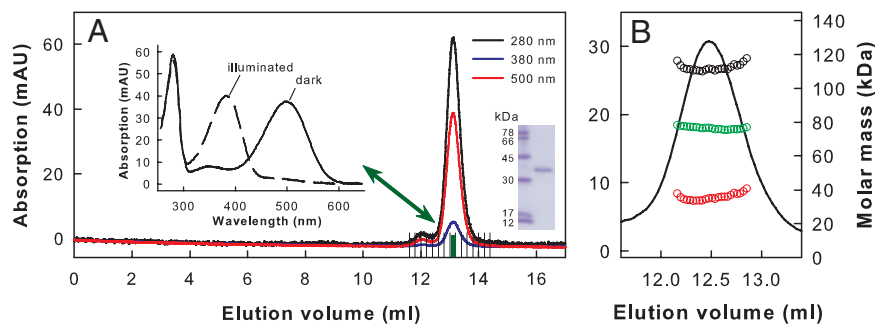 A
B
Absorption (mAU)
60
40
20
0
0 2 4 6 8 10 12 14 16
Elution volume (ml)
280 nm
380 nm
500 nm
Absorption (mAU)
60
50
40
30
20
10
0
300 400 500 600
Wavelength (nm)
illuminated
dark
kDa
78
66
45
30
17
12
30
20
10
0
12.0 12.5 13.0
Elution volume (ml)
140
120
100
80
60
40
20
0
Molar mass (kDa)